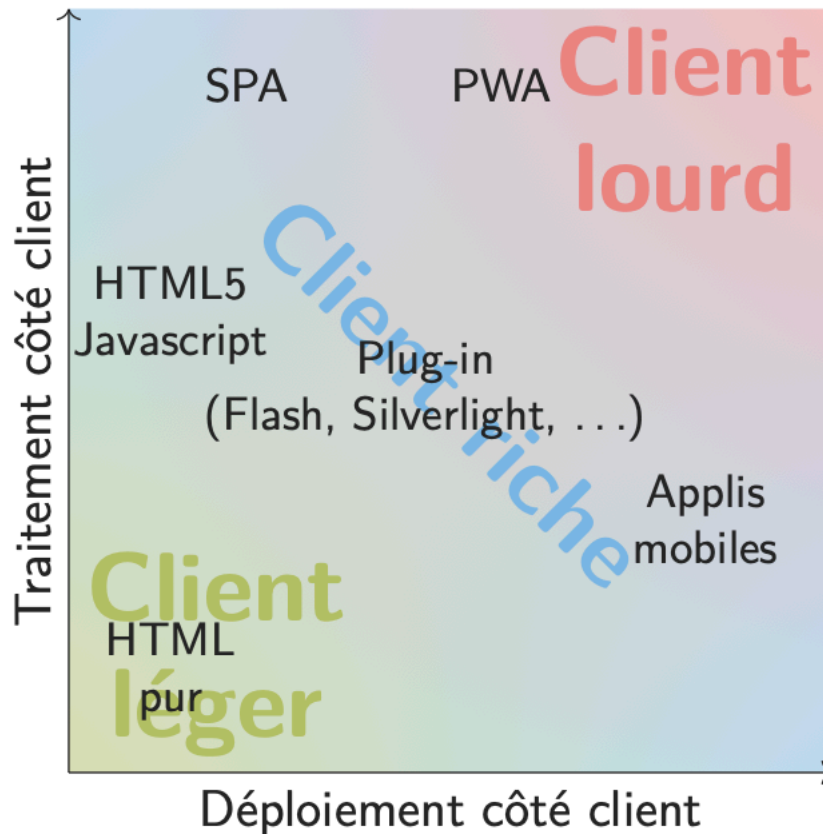 SPA
PWA
Client
lourd
Client riche
HTML5
Javascript
Plug-in
(Flash, Silverlight, ...)
Applis
mobiles
Client
léger
HTML
pur
Traitement côté client
Déploiement côté client